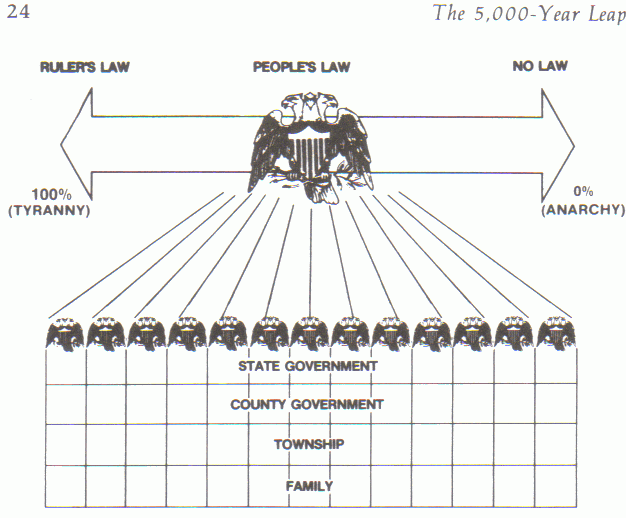 24
The 5,000-Year Leap
RULER'S LAW
PEOPLE'S LAW
NO LAW
100%
(TYRANNY)
0%
(ANARCHY)
STATE GOVERNMENT
COUNTY GOVERNMENT
TOWNSHIP
FAMILY